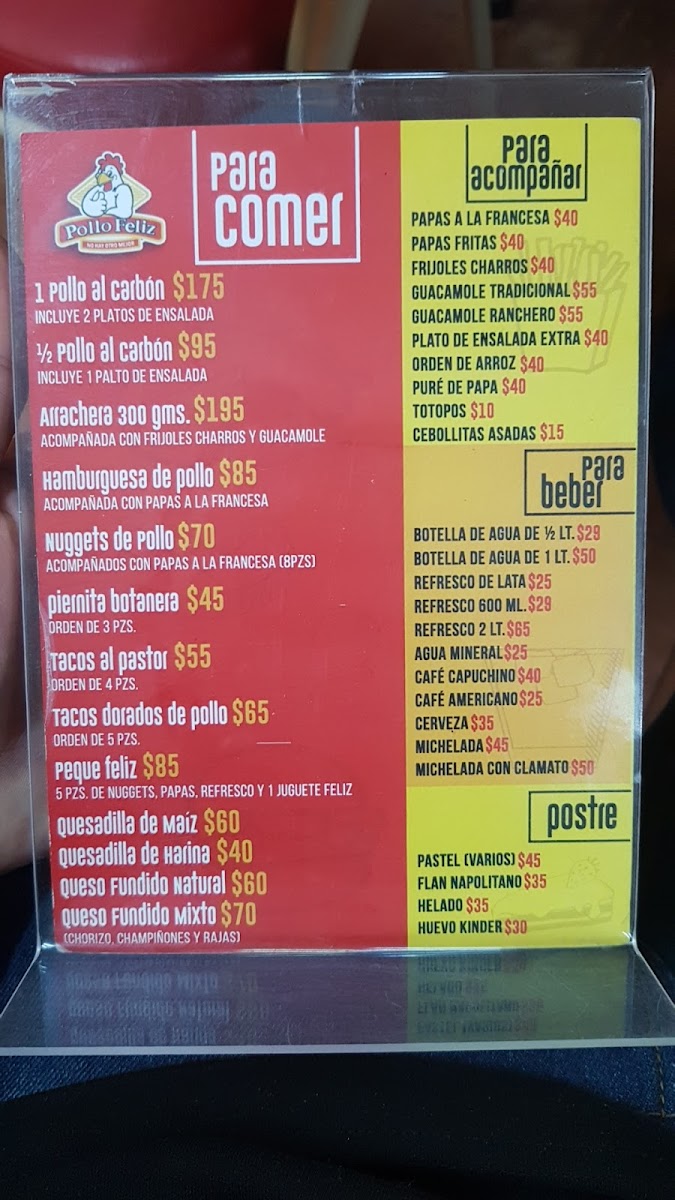 Pollo Feliz
NO HAY OTRO MEJOR
Para
comer
1 Pollo al carbón $175
INCLUYE 2 PLATOS DE ENSALADA
½ Pollo al carbón $95
INCLUYE 1 PALTO DE ENSALADA
Arrachera 300 gms. $195
ACOMPAÑADA CON FRIJOLES CHARROS Y GUACAMOLE
Hamburguesa de pollo $85
ACOMPAÑADA CON PAPAS A LA FRANCESA
Nuggets de Pollo $70
ACOMPAÑADOS CON PAPAS A LA FRANCESA (8PZS)
piernita botanera $45
ORDEN DE 3 PZS.
Tacos al pastor $55
ORDEN DE 4 PZS.
Tacos dorados de pollo $65
ORDEN DE 5 PZS.
Peque feliz $85
5 PZS. DE NUGGETS, PAPAS, REFRESCO Y 1 JUGUETE FELIZ
Quesadilla de Maíz $60
Quesadilla de Harina $40
Queso Fundido Natural $60
Queso Fundido Mixto $70
(CHORIZO, CHAMPIÑONES Y RAJAS)
Para
acompañar
PAPAS A LA FRANCESA $40
PAPAS FRITAS $40
FRIJOLES CHARROS $40
GUACAMOLE TRADICIONAL $55
GUACAMOLE RANCHERO $55
PLATO DE ENSALADA EXTRA $40
ORDEN DE ARROZ $40
PURÉ DE PAPA $40
TOTOPOS $10
CEBOLLITAS ASADAS $15
Para
beber
BOTELLA DE AGUA DE ½ LT. $29
BOTELLA DE AGUA DE 1 LT. $50
REFRESCO DE LATA $25
REFRESCO 600 ML. $29
REFRESCO 2 LT. $65
AGUA MINERAL $25
CAFÉ CAPUCHINO $40
CAFÉ AMERICANO $25
CERVEZA $35
MICHELADA $45
MICHELADA CON CLAMATO $50
postre
PASTEL (VARIOS) $45
FLAN NAPOLITANO $35
HELADO $35
HUEVO KINDER $30